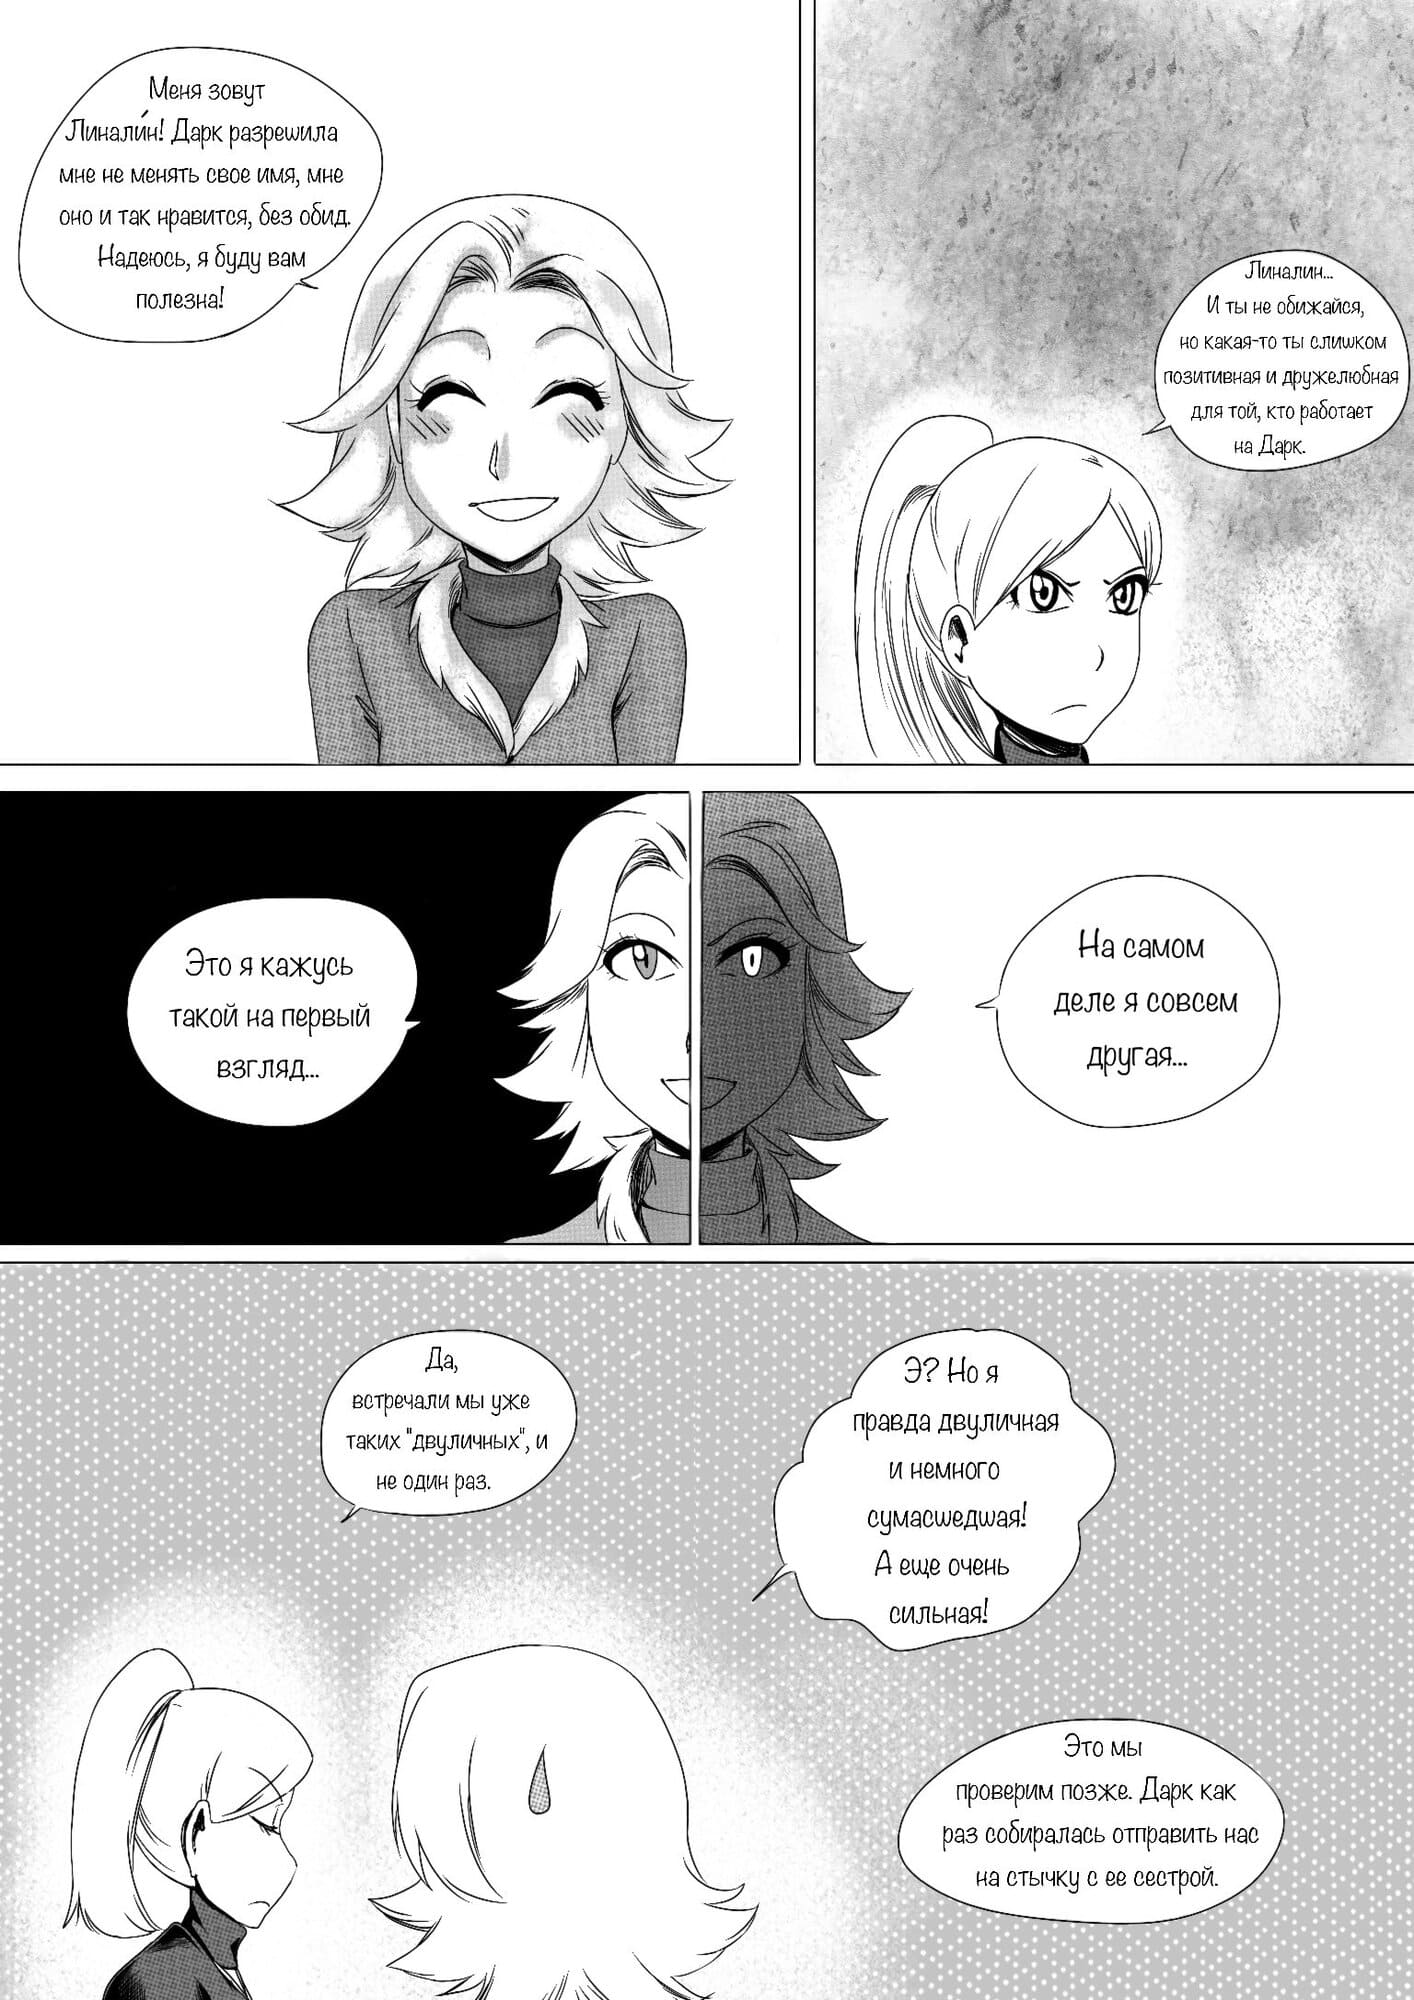 Меня зовут
Линали́н! Дарк разрешила
мне не менять свое имя, мне
оно и так нравится, без обид.
Надеюсь, я буду вам
полезна!
Линалин...
И ты не обижайся,
но какая-то ты слишком
позитивная и дружелюбная
для той, кто работает
на Дарк.
Это я кажусь
такой на первый
взгляд...
На самом
деле я совсем
другая...
Да,
встречали мы уже
таких "двуличных", и
не один раз.
Э? Но я
правда двуличная
и немного
сумасшедшая!
А еще очень
сильная!
Это мы
проверим позже. Дарк как
раз собиралась отправить нас
на стычку с ее сестрой.